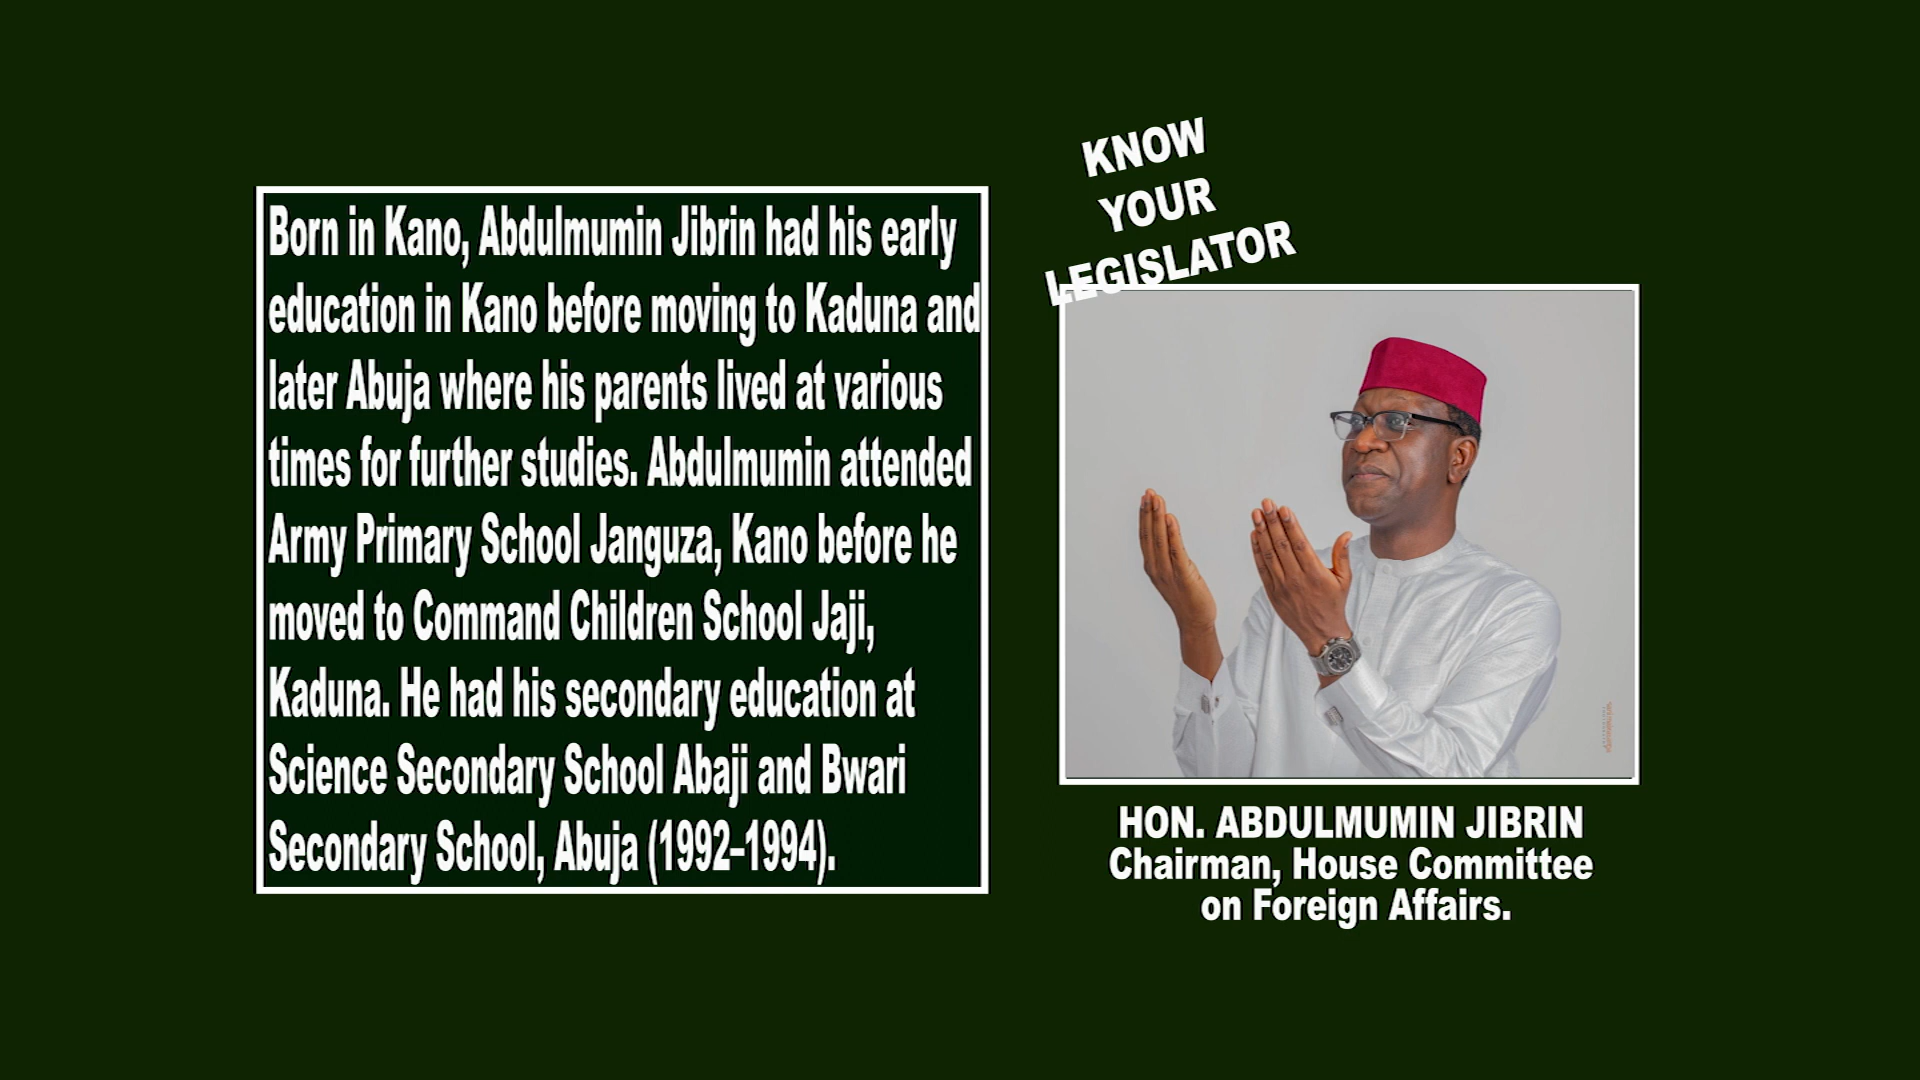 KNOW
YOUR
LEGISLATOR
Born in Kano, Abdulmumin Jibrin had his early
education in Kano before moving to Kaduna and
later Abuja where his parents lived at various
times for further studies. Abdulmumin attended
Army Primary School Janguza, Kano before he
moved to Command Children School Jaji,
Kaduna. He had his secondary education at
Science Secondary School Abaji and Bwari
Secondary School, Abuja (1992–1994).
HON. ABDULMUMIN JIBRIN
Chairman, House Committee
on Foreign Affairs.